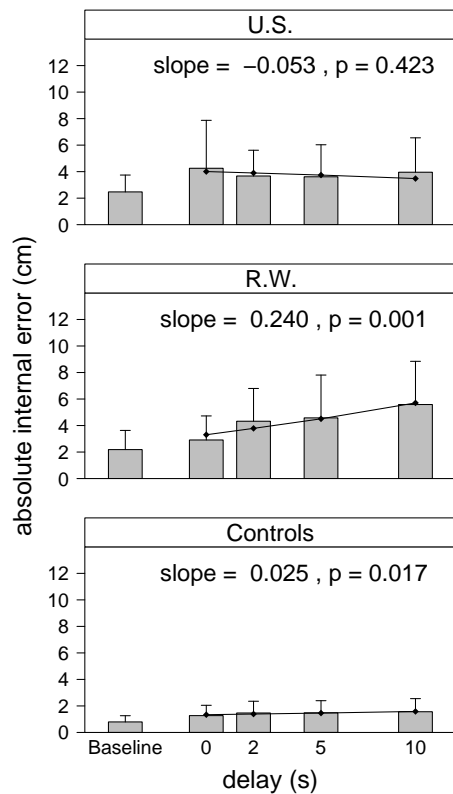 U.S.
slope = −0.053 , p = 0.423
12
10
8
6
4
2
0
R.W.
slope = 0.240 , p = 0.001
12
10
8
6
4
2
0
absolute internal error (cm)
Controls
slope = 0.025 , p = 0.017
12
10
8
6
4
2
0
Baseline 0 2 5 10
delay (s)